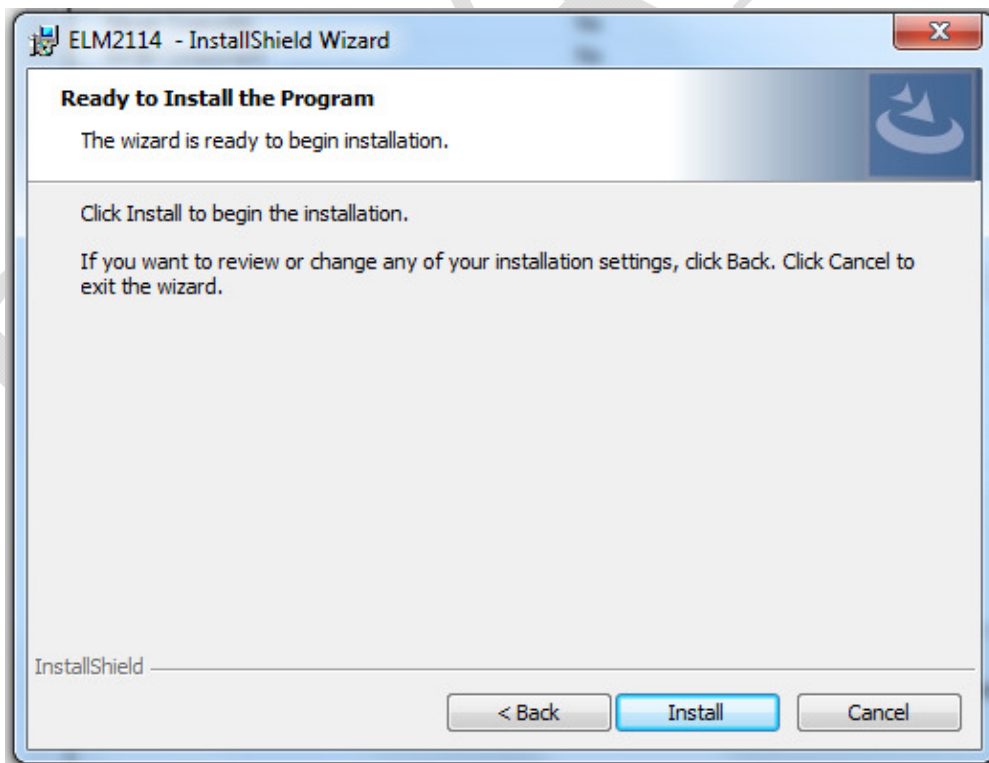 ELM2114 - InstallShield Wizard
Ready to Install the Program
The wizard is ready to begin installation.
Click Install to begin the installation.
If you want to review or change any of your installation settings, click Back. Click Cancel to
exit the wizard.
InstallShield
< Back Install Cancel